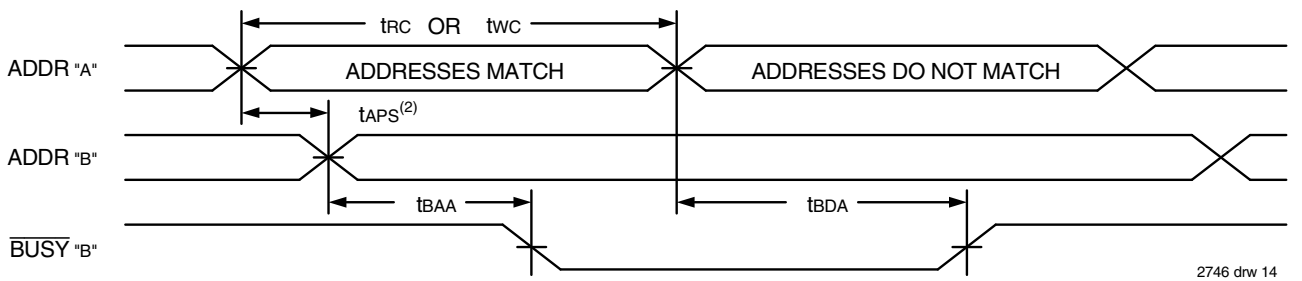 tRC OR tWC
ADDR "A"
ADDRESSES MATCH
ADDRESSES DO NOT MATCH
tAPS(2)
ADDR "B"
tBAA
tBDA
BUSY "B"
2746 drw 14